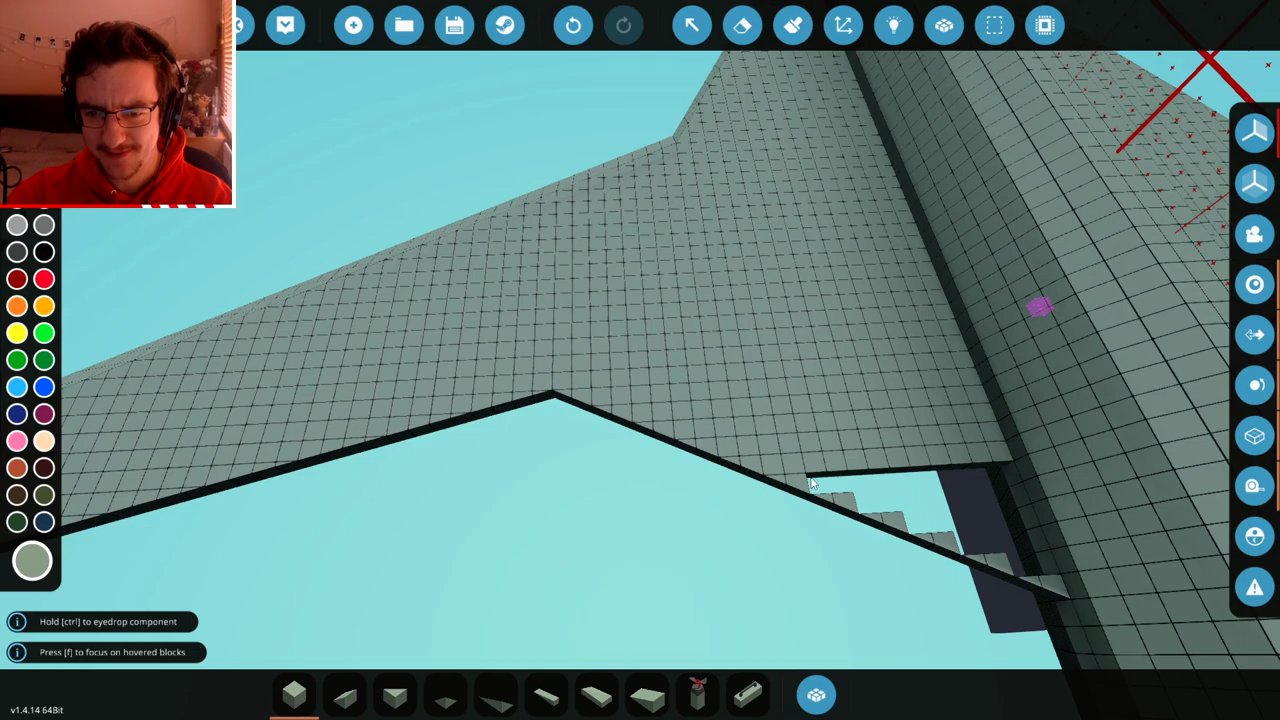 Hold [ctrl] to eyedrop component
Press [f] to focus on hovered blocks
v1.4.14 64Bit